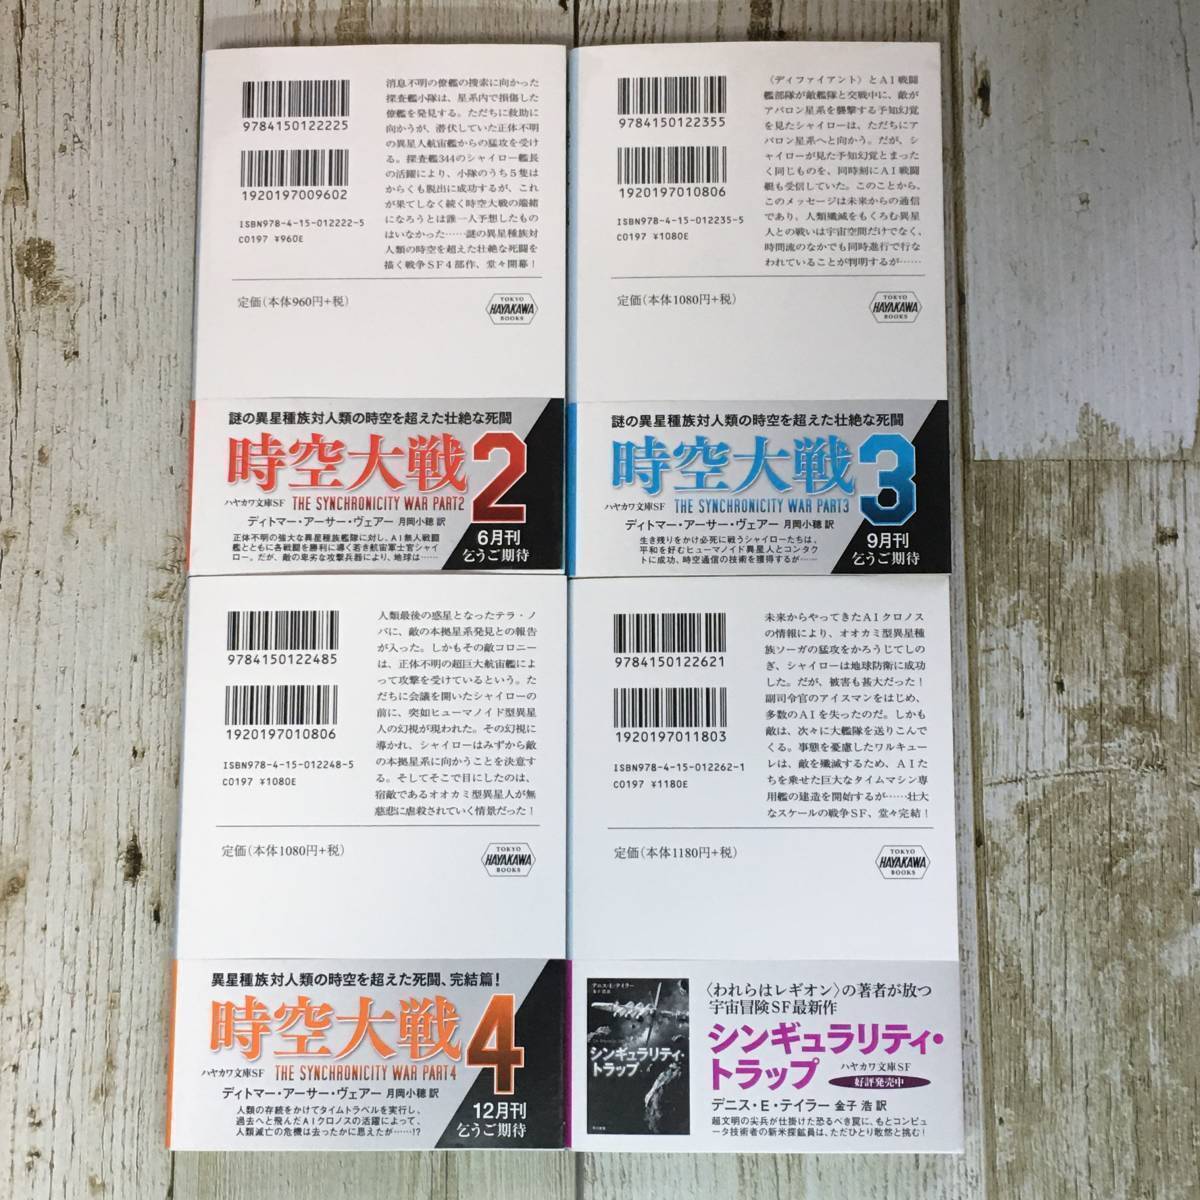 9784150122225
1920197009602
ISBN978-4-15-012222-5
C0197 ¥960E
消息不明の僚艦の捜索に向かった
探査艦小隊は、星系内で損傷した
僚艦を発見する。ただちに救助に
向かうが、潜伏していた正体不明
の異星人航宙艦からの猛攻を受け
る。探査艦344のシャイロー艦長
の活躍により、小隊のうち5隻は
からくも脱出に成功するが、これ
が果てしなく続く時空大戦の端緒
になろうとは誰一人予想したもの
はいなかった……謎の異星種族対
人類の時空を超えた壮絶な死闘を
描く戦争SF4部作、堂々開幕!
定価(本体960円+税)
TOKYO
HAYAKAWA
BOOKS
謎の異星種族対人類の時空を超えた壮絶な死闘
時空大戦2
ハヤカワ文庫SF THE SYNCHRONICITY WAR PART2
ディトマー・アーサー・ヴェアー 月岡小穂 訳
正体不明の強大な異星種族艦隊に対し、AI無人戦闘
艦とともに各戦闘を勝利に導く若き航宙軍士官シャイ
ロー。だが、敵の卑劣な攻撃兵器により、地球は……
6月刊
乞うご期待
9784150122355
1920197010806
ISBN978-4-15-012235-5
C0197 ¥1080E
〈ディファイアント〉とAI戦闘
艦部隊が敵艦隊と交戦中に、敵が
アバロン星系を襲撃する予知幻覚
を見たシャイローは、ただちにア
バロン星系へと向かう。だが、シ
ャイローが見た予知幻覚とまった
く同じものを、同時刻にAI戦闘
艦も受信していた。このことから、
このメッセージは未来からの通信
であり、人類殲滅をもくろむ異星
人との戦いは宇宙空間だけでなく、
時間流のなかでも同時進行で行な
われていることが判明するが……
定価(本体1080円+税)
TOKYO
HAYAKAWA
BOOKS
謎の異星種族対人類の時空を超えた壮絶な死闘
時空大戦3
ハヤカワ文庫SF THE SYNCHRONICITY WAR PART3
ディトマー・アーサー・ヴェアー 月岡小穂 訳
生き残りをかけ必死に戦うシャイローたちは、
平和を好むヒューマノイド異星人とコンタク
トに成功、時空通信の技術を獲得するが……
9月刊
乞うご期待
9784150122485
1920197010806
ISBN978-4-15-012248-5
C0197 ¥1080E
人類最後の惑星となったテラ・ノ
バに、敵の本拠星系発見との報告
が入った。しかもその敵コロニー
は、正体不明の超巨大航宙艦によ
って攻撃を受けているという。た
だちに会議を開いたシャイローの
前に、突如ヒューマノイド型異星
人の幻視が現われた。その幻視に
導かれ、シャイローはみずから敵
の本拠星系に向かうことを決意す
る。そしてそこで目にしたのは、
宿敵であるオオカミ型異星人が無
慈悲に虐殺されていく情景だった!
定価(本体1080円+税)
TOKYO
HAYAKAWA
BOOKS
異星種族対人類の時空を超えた死闘、完結篇!
時空大戦4
ハヤカワ文庫SF THE SYNCHRONICITY WAR PART4
ディトマー・アーサー・ヴェアー 月岡小穂 訳
人類の存続をかけてタイムトラベルを実行し、
過去へと飛んだAIクロノスの活躍によって、
人類滅亡の危機は去ったかに思えたが……!?
12月刊
乞うご期待
9784150122621
1920197011803
ISBN978-4-15-012262-1
C0197 ¥1180E
未来からやってきたAIクロノス
の情報により、オオカミ型異星種
族ソーガの猛攻をかろうじてしの
ぎ、シャイローは地球防衛に成功
した。だが、被害も甚大だった!
副司令官のアイスマンをはじめ、
多数のAIを失ったのだ。しかも
敵は、次々に大艦隊を送りこんで
くる。事態を憂慮したワルキュー
レは、敵を殲滅するため、AIた
ちを乗せた巨大なタイムマシン専
用艦の建造を開始するが……壮大
なスケールの戦争SF、堂々完結!
定価(本体1180円+税)
TOKYO
HAYAKAWA
BOOKS
デニス・E・テイラー
金子浩訳
シンギュラリティ・
トラップ
〈われらはレギオン〉の著者が放つ
宇宙冒険SF最新作
シンギュラリティ・
トラップ
ハヤカワ文庫SF
好評発売中
デニス・E・テイラー 金子 浩 訳
超文明の尖兵が仕掛けた恐るべき罠に、もとコンピュ
ータ技術者の新米探鉱員は、ただひとり敢然と挑む!